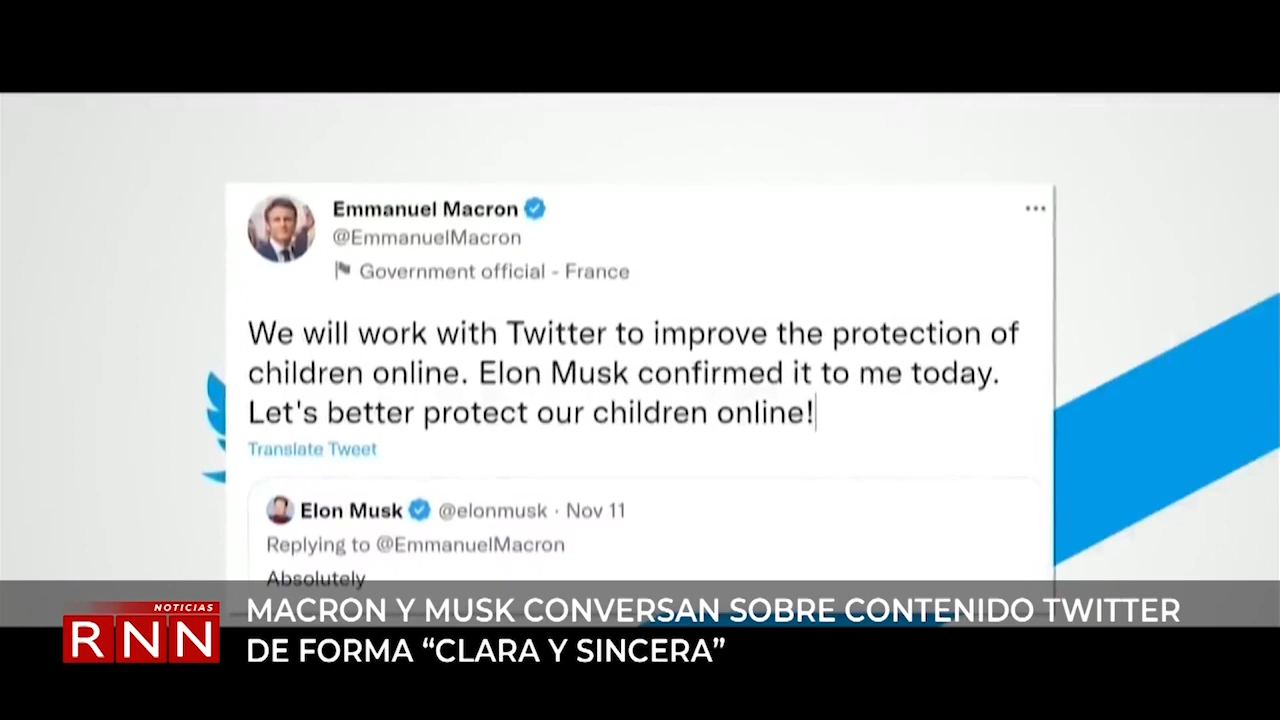 Emmanuel Macron
@EmmanuelMacron
Government official - France
We will work with Twitter to improve the protection of
children online. Elon Musk confirmed it to me today.
Let's better protect our children online!
Translate Tweet
Elon Musk @elonmusk · Nov 11
Replying to @EmmanuelMacron
Absolutely
NOTICIAS
RNN
MACRON Y MUSK CONVERSAN SOBRE CONTENIDO TWITTER
DE FORMA “CLARA Y SINCERA”